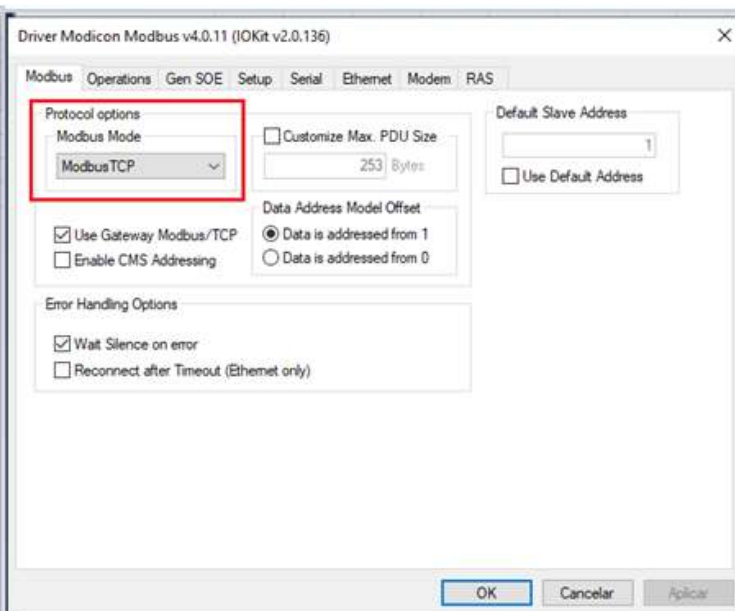 Driver Modicon Modbus v4.0.11 (IOKit v2.0.136)
Modbus Operations Gen SOE Setup Serial Ethernet Modem RAS
Protocol options
Modbus Mode
ModbusTCP
Customize Max. PDU Size
253 Bytes
Default Slave Address
1
Use Default Address
Use Gateway Modbus/TCP
Enable CMS Addressing
Data Address Model Offset
Data is addressed from 1
Data is addressed from 0
Error Handling Options
Wait Silence on error
Reconnect after Timeout (Ethernet only)
OK Cancelar Aplicar